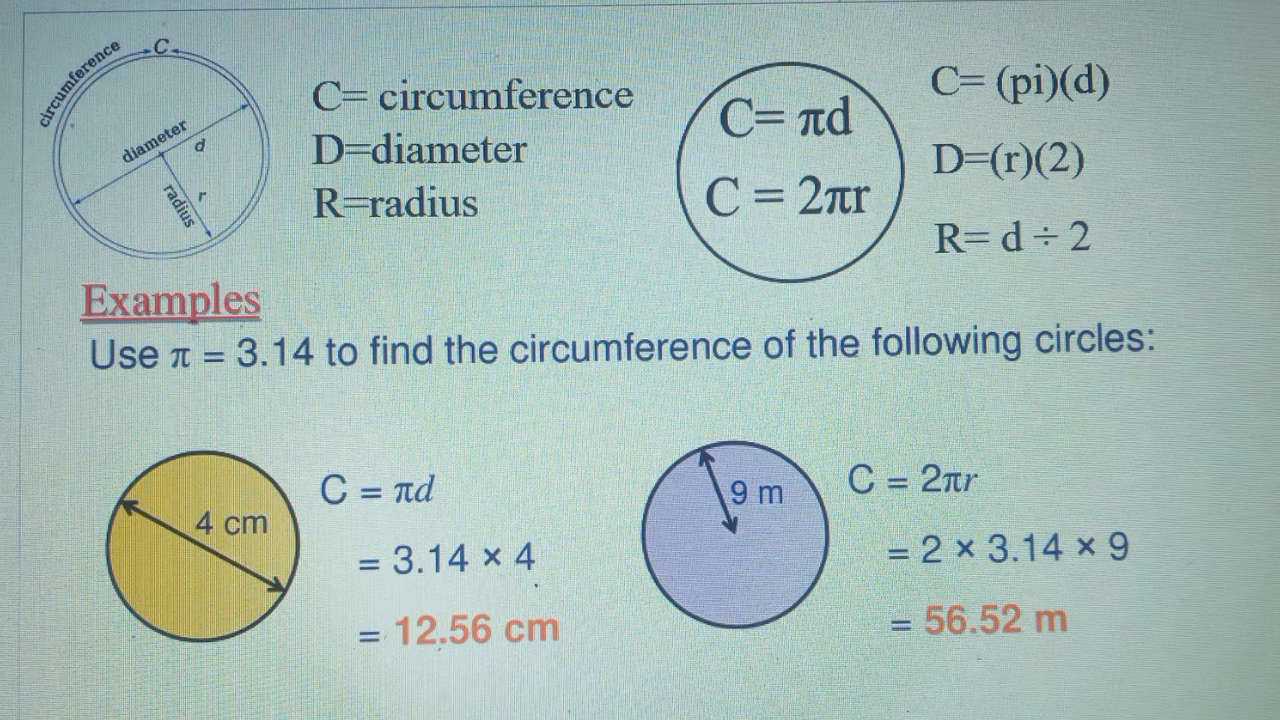 circumference
C
diameter
d
radius
r
C= circumference
D=diameter
R=radius
C= πd
C = 2πr
C= (pi)(d)
D=(r)(2)
R= d ÷ 2
Examples
Use π = 3.14 to find the circumference of the following circles:
4 cm
C = πd
= 3.14 × 4
= 12.56 cm
9 m
C = 2πr
= 2 × 3.14 × 9
= 56.52 m